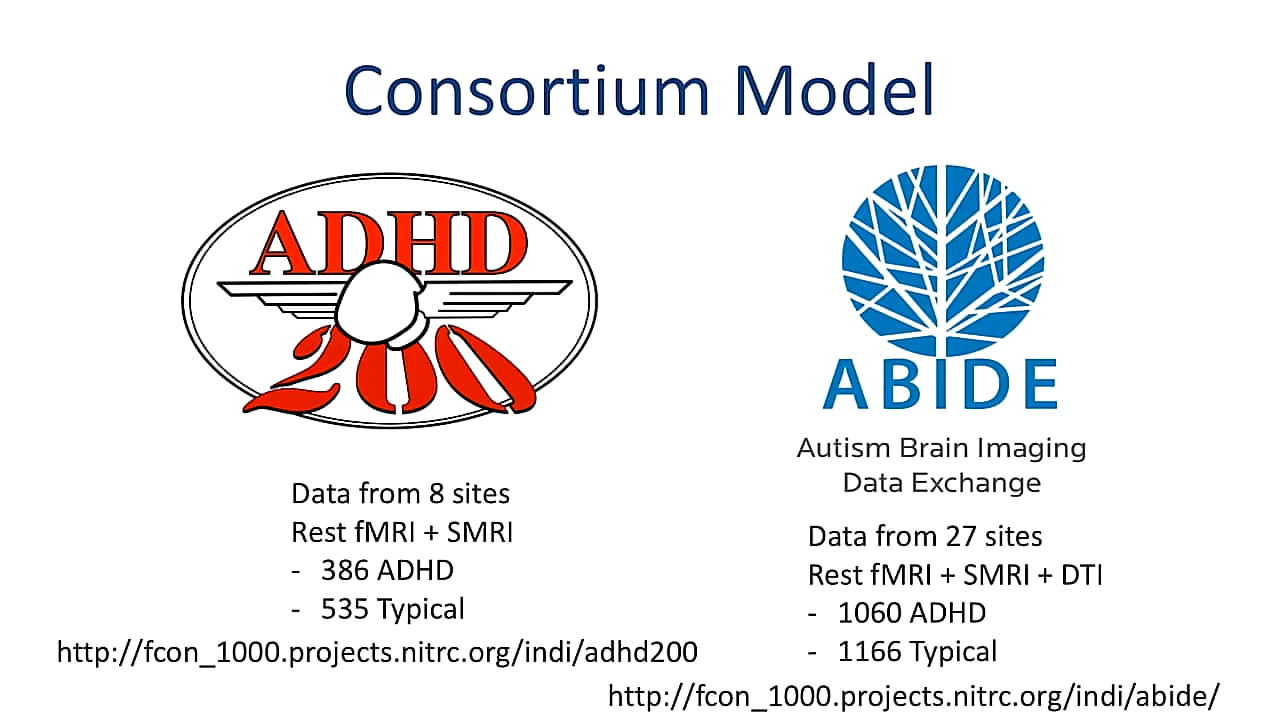 Consortium Model
ADHD
200
Data from 8 sites
Rest fMRI + SMRI
- 386 ADHD
- 535 Typical
http://fcon_1000.projects.nitrc.org/indi/adhd200
ABIDE
Autism Brain Imaging
Data Exchange
Data from 27 sites
Rest fMRI + SMRI + DTI
- 1060 ADHD
- 1166 Typical
http://fcon_1000.projects.nitrc.org/indi/abide/